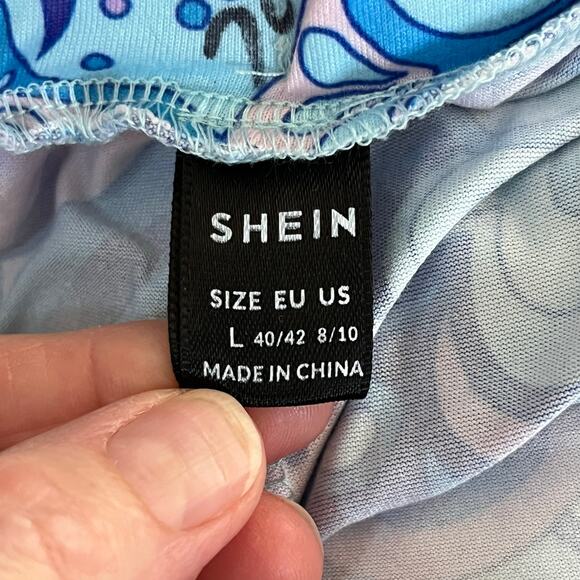 SHEIN
SIZE EU US
L 40/42 8/10
MADE IN CHINA